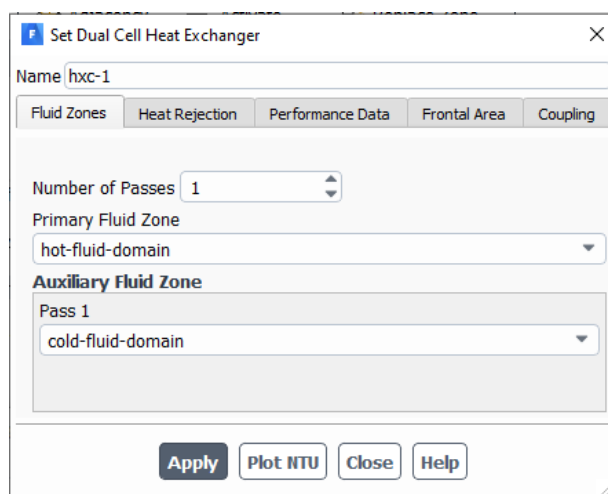 Set Dual Cell Heat Exchanger
Name hxc-1
Fluid Zones Heat Rejection Performance Data Frontal Area Coupling
Number of Passes 1
Primary Fluid Zone
hot-fluid-domain
Auxiliary Fluid Zone
Pass 1
cold-fluid-domain
Apply Plot NTU Close Help